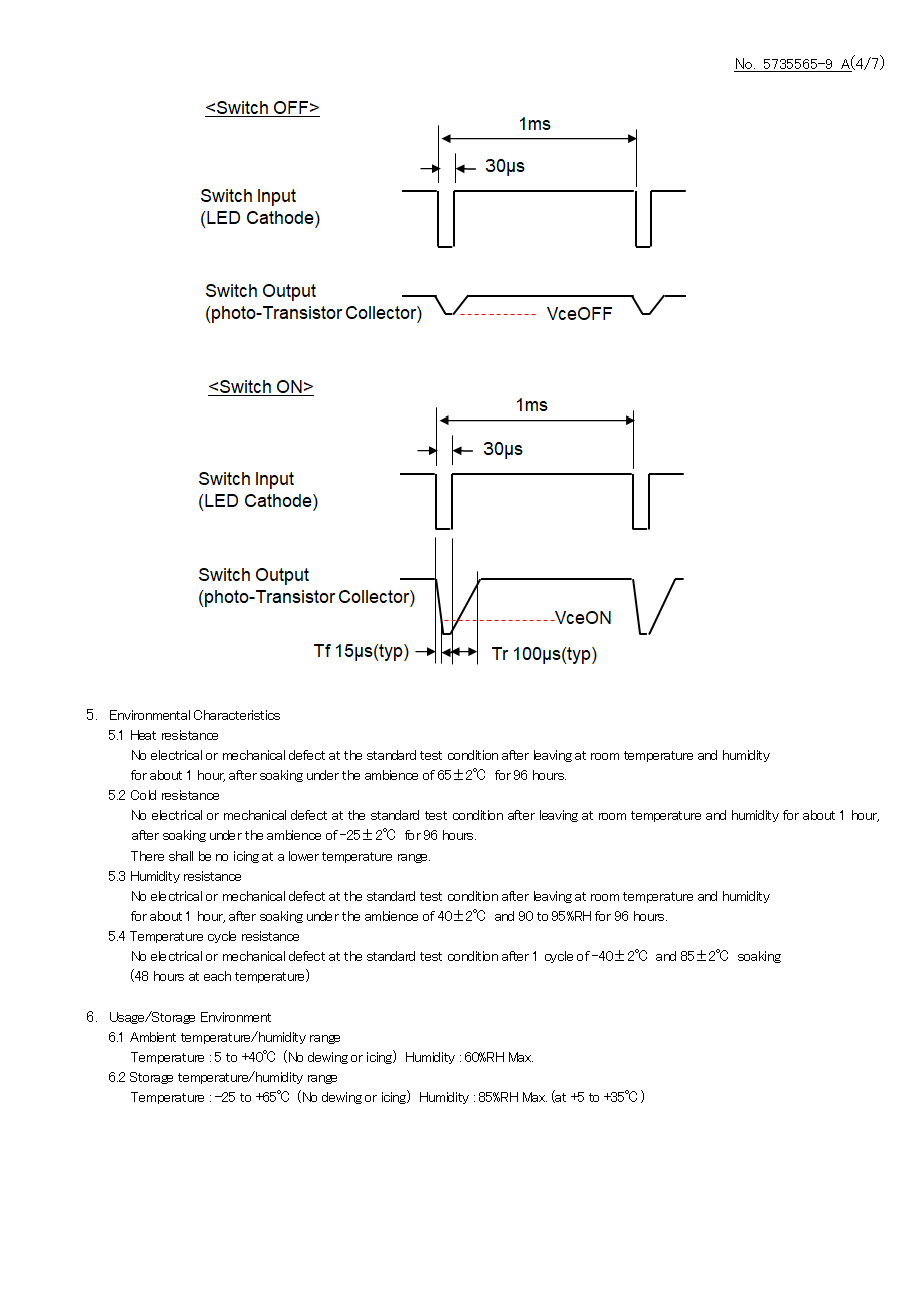 No. 5735565-9 A(4/7)
<Switch OFF>
1ms
30μs
Switch Input
(LED Cathode)
Switch Output
(photo-Transistor Collector)
VceOFF
<Switch ON>
1ms
30μs
Switch Input
(LED Cathode)
Switch Output
(photo-Transistor Collector)
VceON
Tf 15μs(typ)
Tr 100μs(typ)
5. Environmental Characteristics
5.1 Heat resistance
No electrical or mechanical defect at the standard test condition after leaving at room temperature and humidity
for about 1 hour, after soaking under the ambience of 65±2℃ for 96 hours.
5.2 Cold resistance
No electrical or mechanical defect at the standard test condition after leaving at room temperature and humidity for about 1 hour,
after soaking under the ambience of -25±2℃ for 96 hours.
There shall be no icing at a lower temperature range.
5.3 Humidity resistance
No electrical or mechanical defect at the standard test condition after leaving at room temperature and humidity
for about 1 hour, after soaking under the ambience of 40±2℃ and 90 to 95%RH for 96 hours.
5.4 Temperature cycle resistance
No electrical or mechanical defect at the standard test condition after 1 cycle of -40±2℃ and 85±2℃ soaking
(48 hours at each temperature)
6. Usage/Storage Environment
6.1 Ambient temperature/humidity range
Temperature : 5 to +40℃ (No dewing or icing) Humidity : 60%RH Max.
6.2 Storage temperature/humidity range
Temperature : -25 to +65℃ (No dewing or icing) Humidity : 85%RH Max. (at +5 to +35℃)